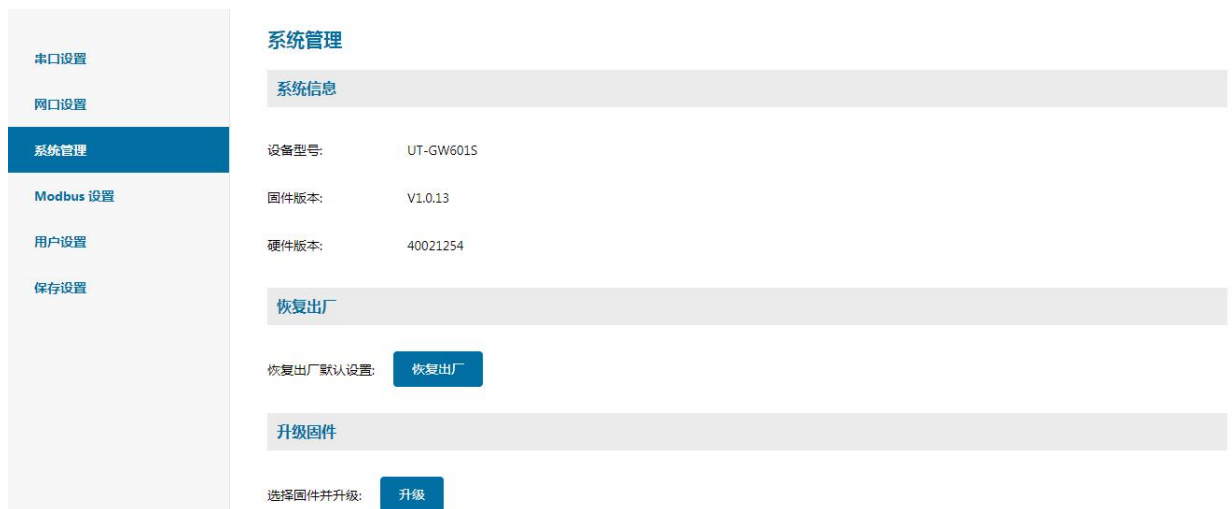 串口设置
网口设置
系统管理
Modbus 设置
用户设置
保存设置
系统管理
系统信息
设备型号: UT-GW601S
固件版本: V1.0.13
硬件版本: 40021254
恢复出厂
恢复出厂默认设置: 恢复出厂
升级固件
选择固件并升级: 升级